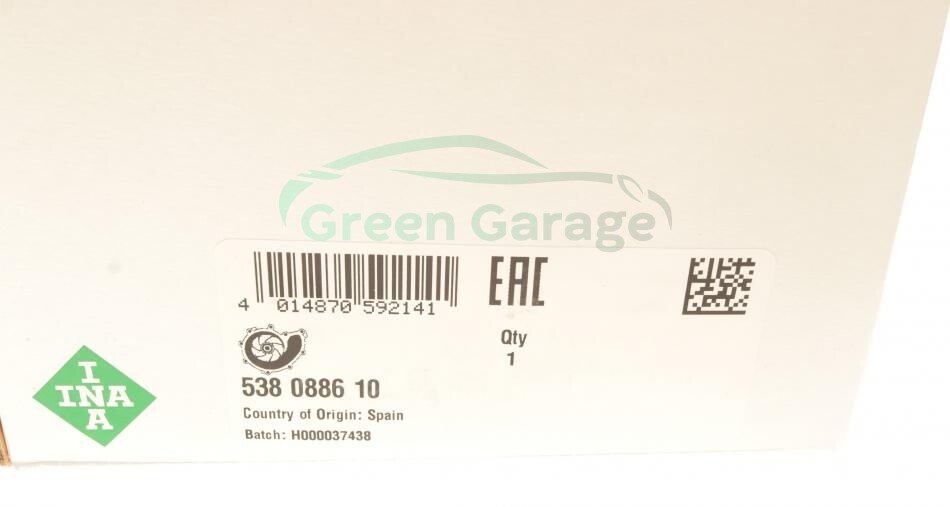 Green Garage
4 014870 592141
EAC
Qty
1
538 0886 10
Country of Origin: Spain
Batch: H000037438
I
INA
A